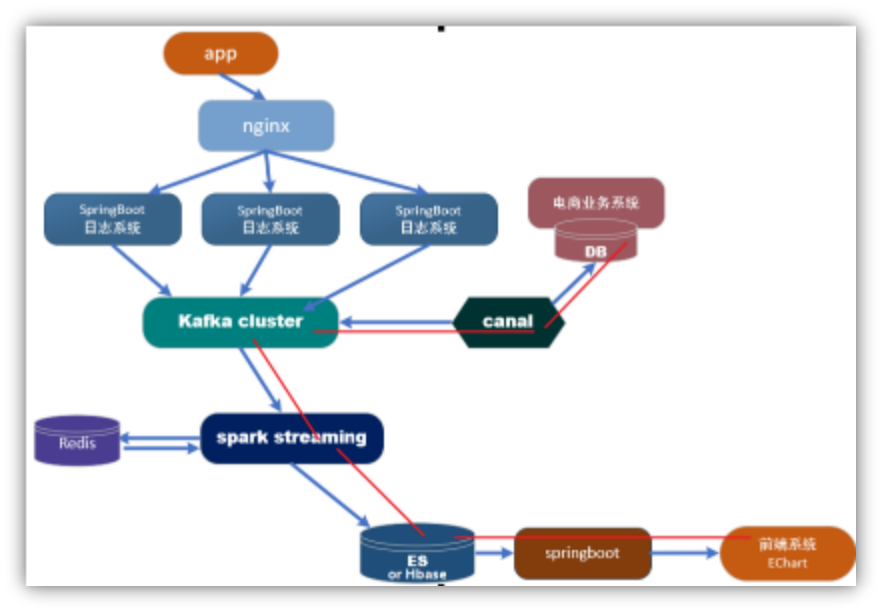 app
nginx
SpringBoot
日志系统
SpringBoot
日志系统
SpringBoot
日志系统
电商业务系统
DB
Kafka cluster
canal
Redis
spark streaming
ES
or Hbase
springboot
前端系统
EChart